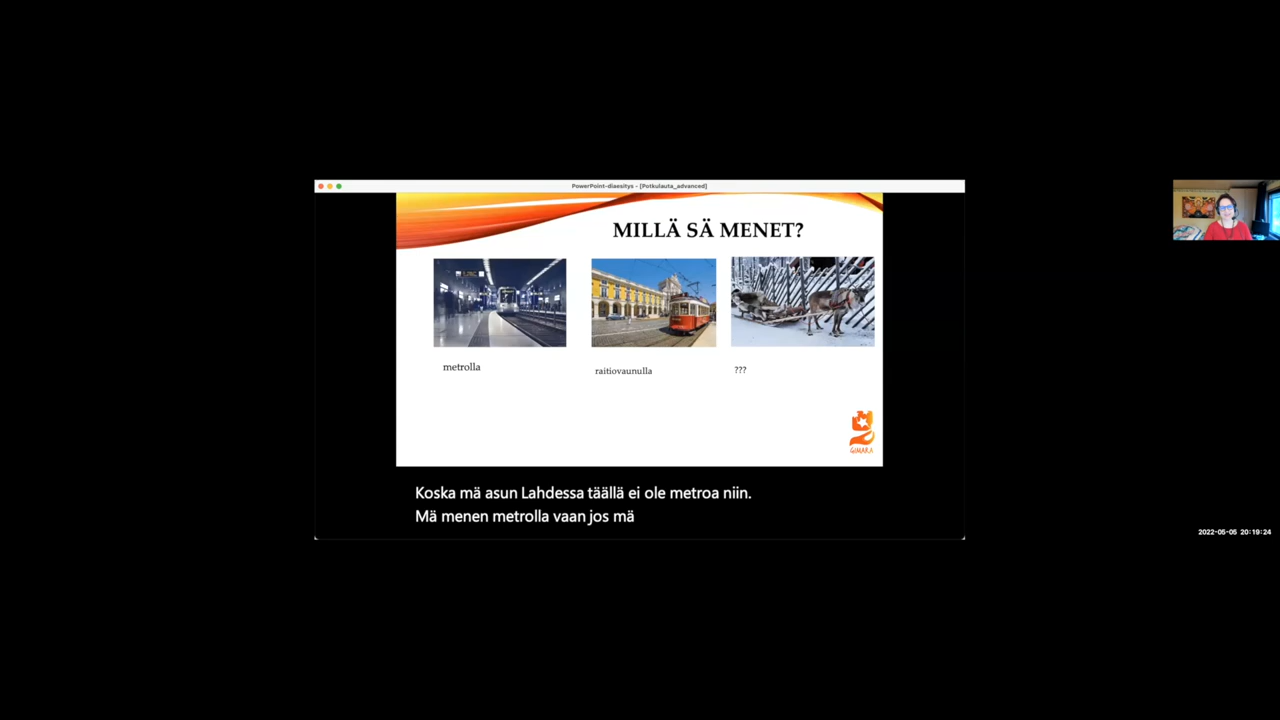 PowerPoint-diaesitys - [Potkulauta_advanced]
MILLÄ SÄ MENET?
metrolla
raitiovaunulla
???
GIMARA
Koska mä asun Lahdessa täällä ei ole metroa niin.
Mä menen metrolla vaan jos mä
2022-05-05 20:19:24